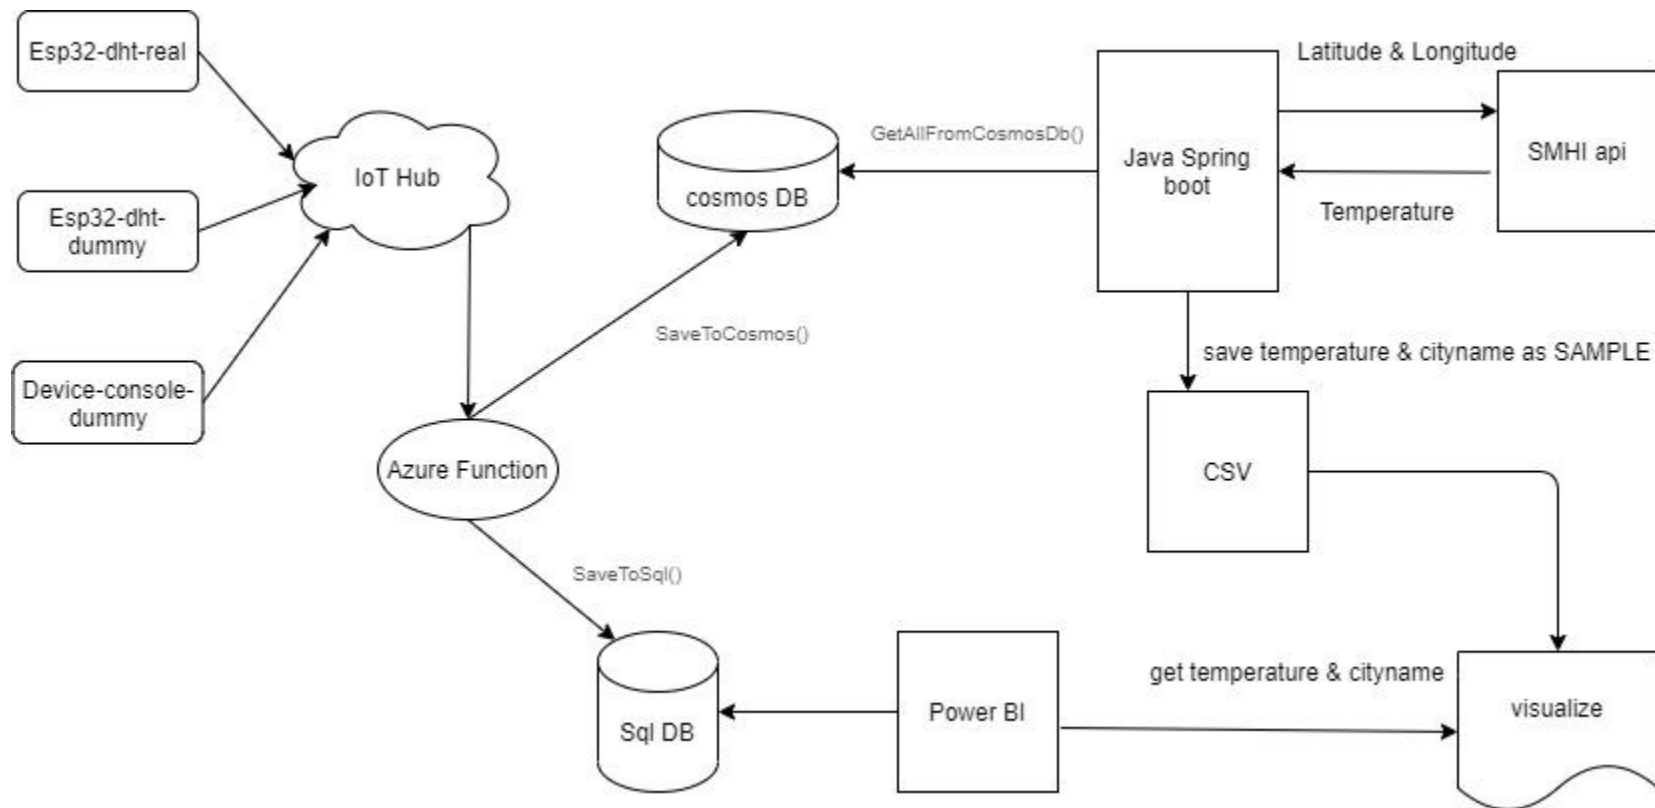 Esp32-dht-real
Latitude & Longitude
IoT Hub
GetAllFromCosmosDb()
Java Spring
boot
SMHI api
cosmos DB
Esp32-dht-
dummy
Temperature
SaveToCosmos()
save temperature & cityname as SAMPLE
Device-console-
dummy
Azure Function
CSV
SaveToSql()
get temperature & cityname
Sql DB
Power BI
visualize